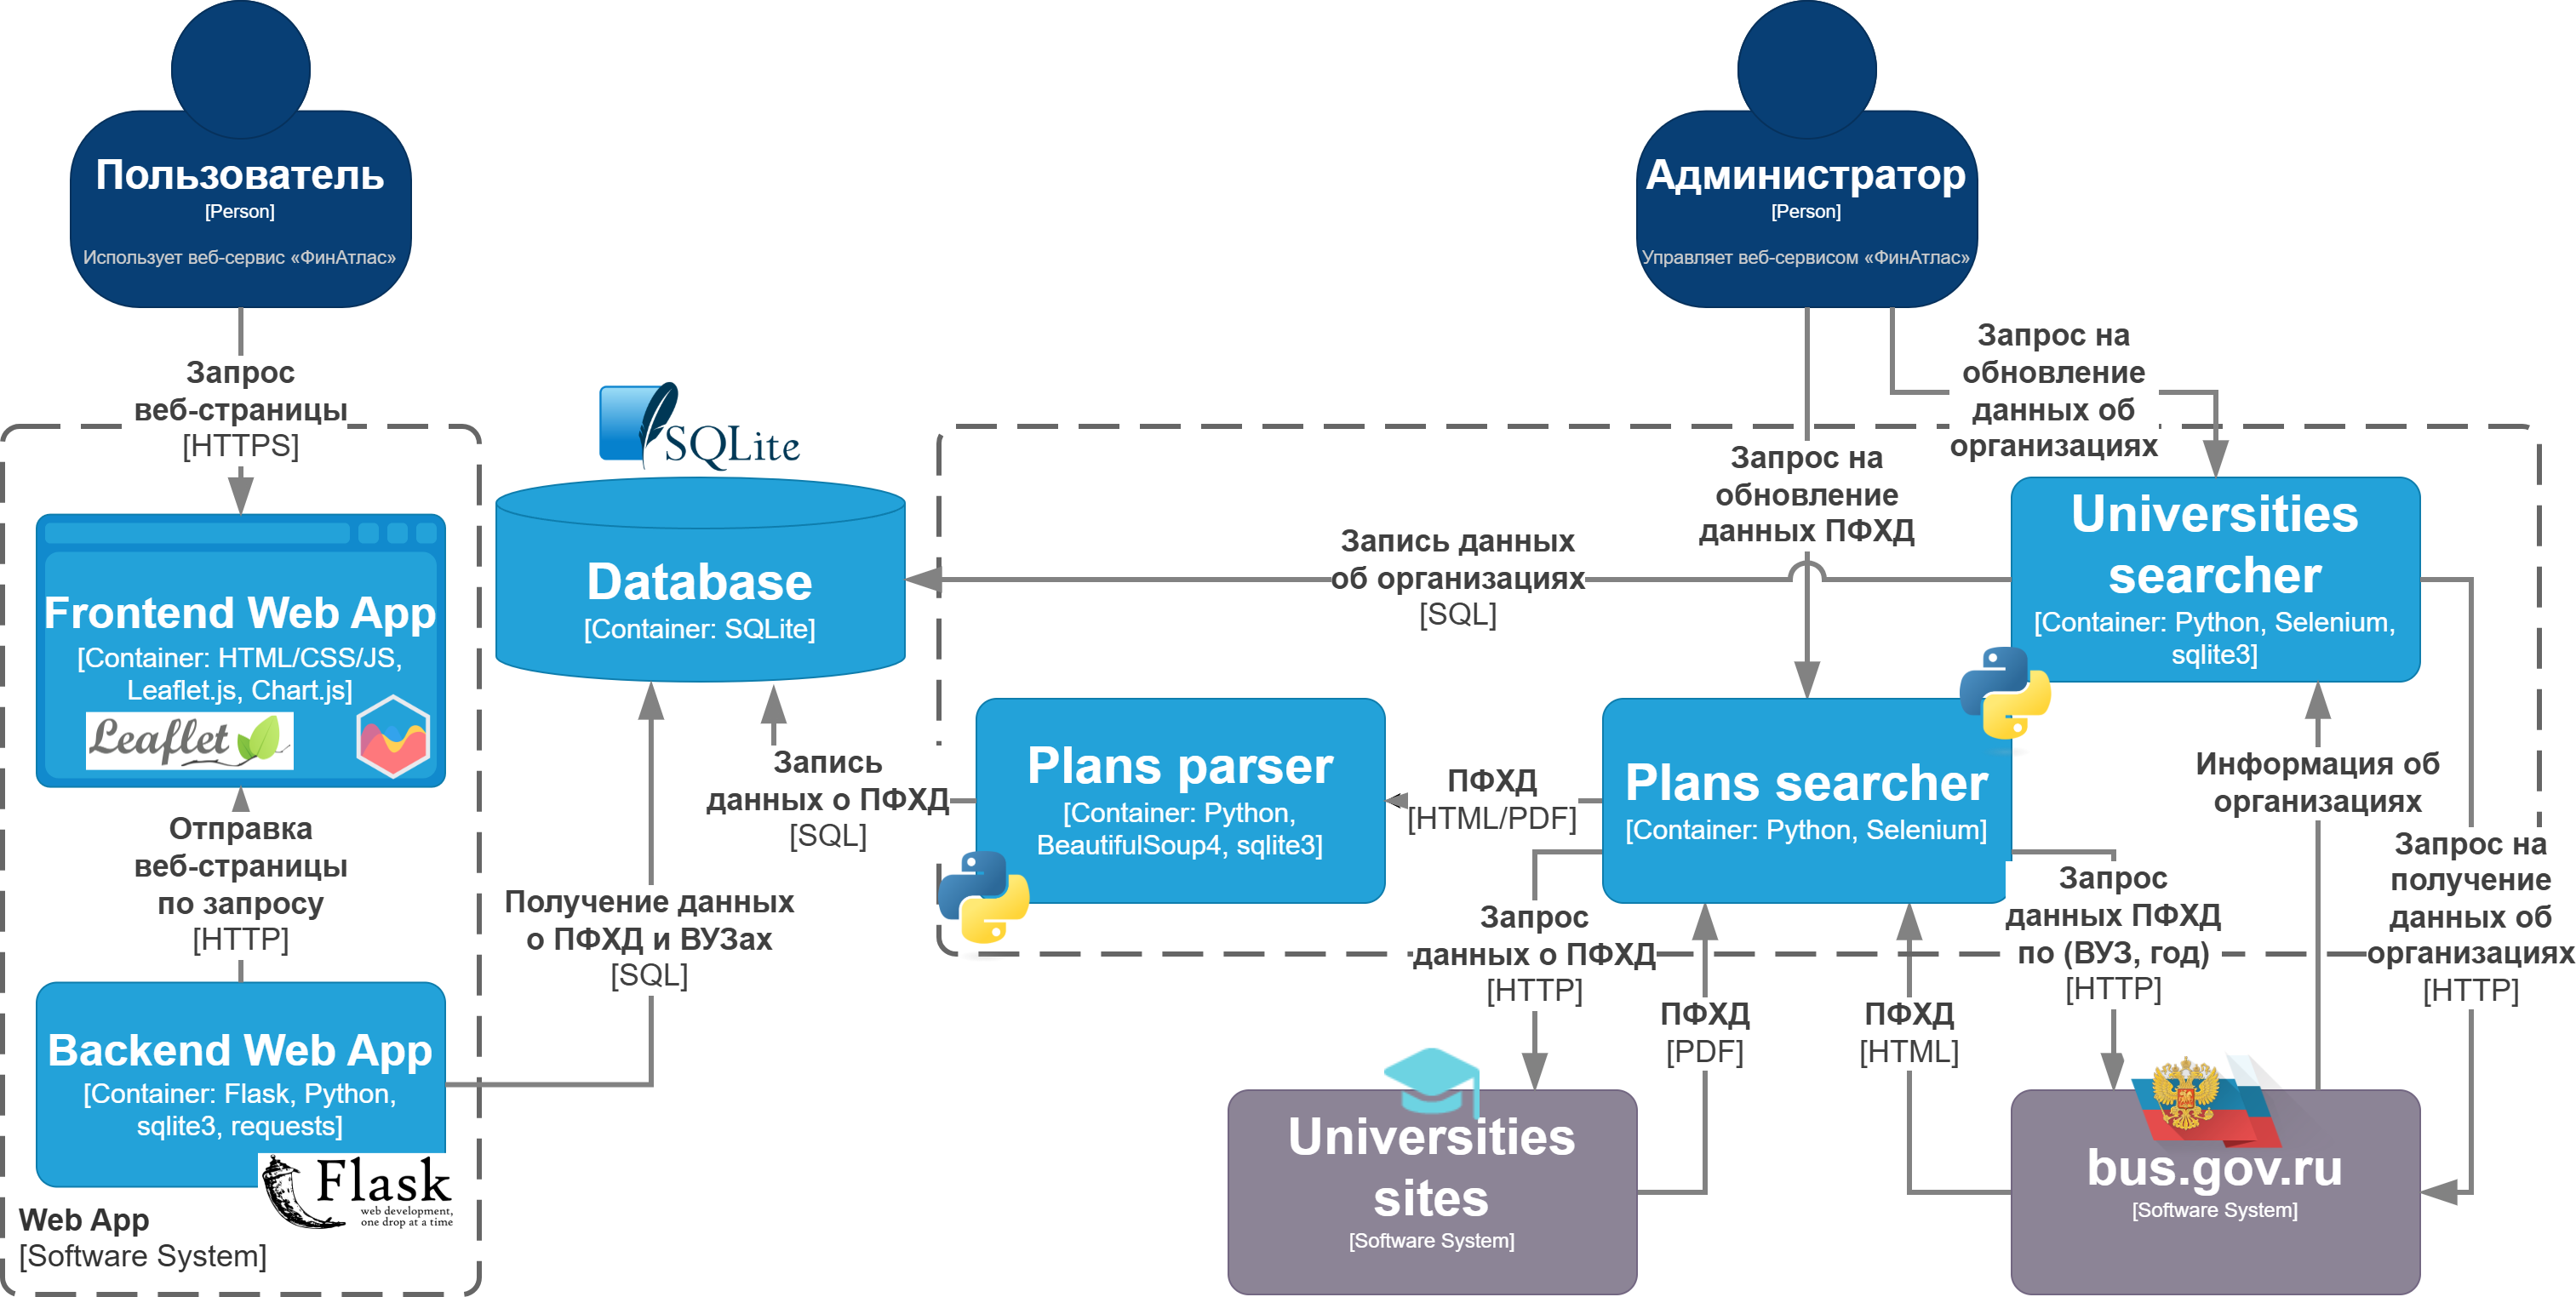 Пользователь
[Person]
Использует веб-сервис «ФинАтлас»
Администратор
[Person]
Управляет веб-сервисом «ФинАтлас»
Запрос
веб-страницы
[HTTPS]
Запрос на
обновление
данных об
организациях
Запрос на
обновление
данных ПФХД
SQLite
Database
[Container: SQLite]
Запись данных
об организациях
[SQL]
Universities
searcher
[Container: Python, Selenium,
sqlite3]
Frontend Web App
[Container: HTML/CSS/JS,
Leaflet.js, Chart.js]
Leaflet
Запись
данных о ПФХД
[SQL]
Plans parser
[Container: Python,
BeautifulSoup4, sqlite3]
ПФХД
[HTML/PDF]
Plans searcher
[Container: Python, Selenium]
Информация об
организациях
Запрос на
получение
данных об
организациях
[HTTP]
Отправка
веб-страницы
по запросу
[HTTP]
Получение данных
о ПФХД и ВУЗах
[SQL]
Запрос
данных о ПФХД
[HTTP]
ПФХД
[PDF]
ПФХД
[HTML]
Запрос
данных ПФХД
по (ВУЗ, год)
[HTTP]
Backend Web App
[Container: Flask, Python,
sqlite3, requests]
Flask
web development,
one drop at a time
Web App
[Software System]
Universities
sites
[Software System]
bus.gov.ru
[Software System]